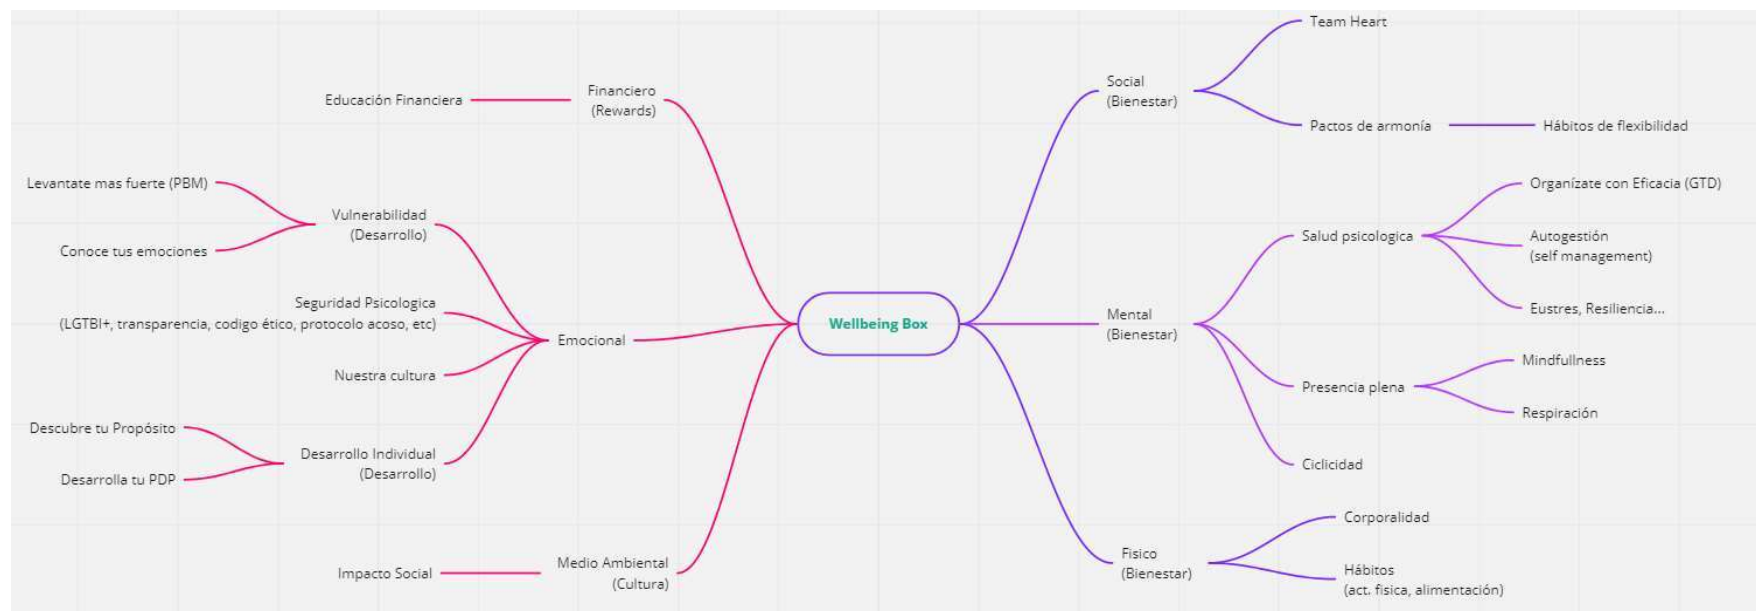 Team Heart
Social
(Bienestar)
Pactos de armonía
Hábitos de flexibilidad
Educación Financiera
Financiero
(Rewards)
Levantate mas fuerte (PBM)
Vulnerabilidad
(Desarrollo)
Conoce tus emociones
Seguridad Psicologica
(LGTBI+, transparencia, codigo ético, protocolo acoso, etc)
Emocional
Nuestra cultura
Descubre tu Propósito
Desarrollo Individual
(Desarrollo)
Desarrolla tu PDP
Impacto Social
Medio Ambiental
(Cultura)
Wellbeing Box
Organízate con Eficacia (GTD)
Salud psicologica
Autogestión
(self management)
Eustres, Resiliencia...
Mental
(Bienestar)
Presencia plena
Mindfullness
Respiración
Ciclicidad
Corporalidad
Fisico
(Bienestar)
Hábitos
(act. fisica, alimentación)